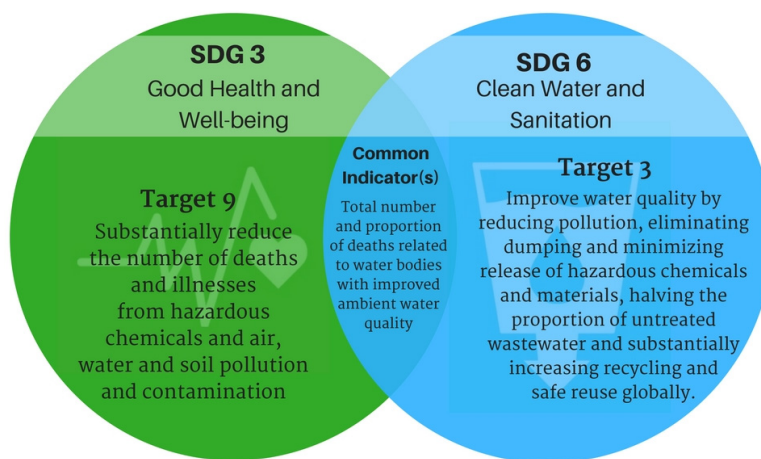 SDG 3
Good Health and
Well-being
Target 9
Substantially reduce
the number of deaths
and illnesses
from hazardous
chemicals and air,
water and soil pollution
and contamination
Common
Indicator(s)
Total number
and proportion
of deaths related
to water bodies
with improved
ambient water
quality
SDG 6
Clean Water and
Sanitation
Target 3
Improve water quality by
reducing pollution, eliminating
dumping and minimizing
release of hazardous chemicals
and materials, halving the
proportion of untreated
wastewater and substantially
increasing recycling and
safe reuse globally.